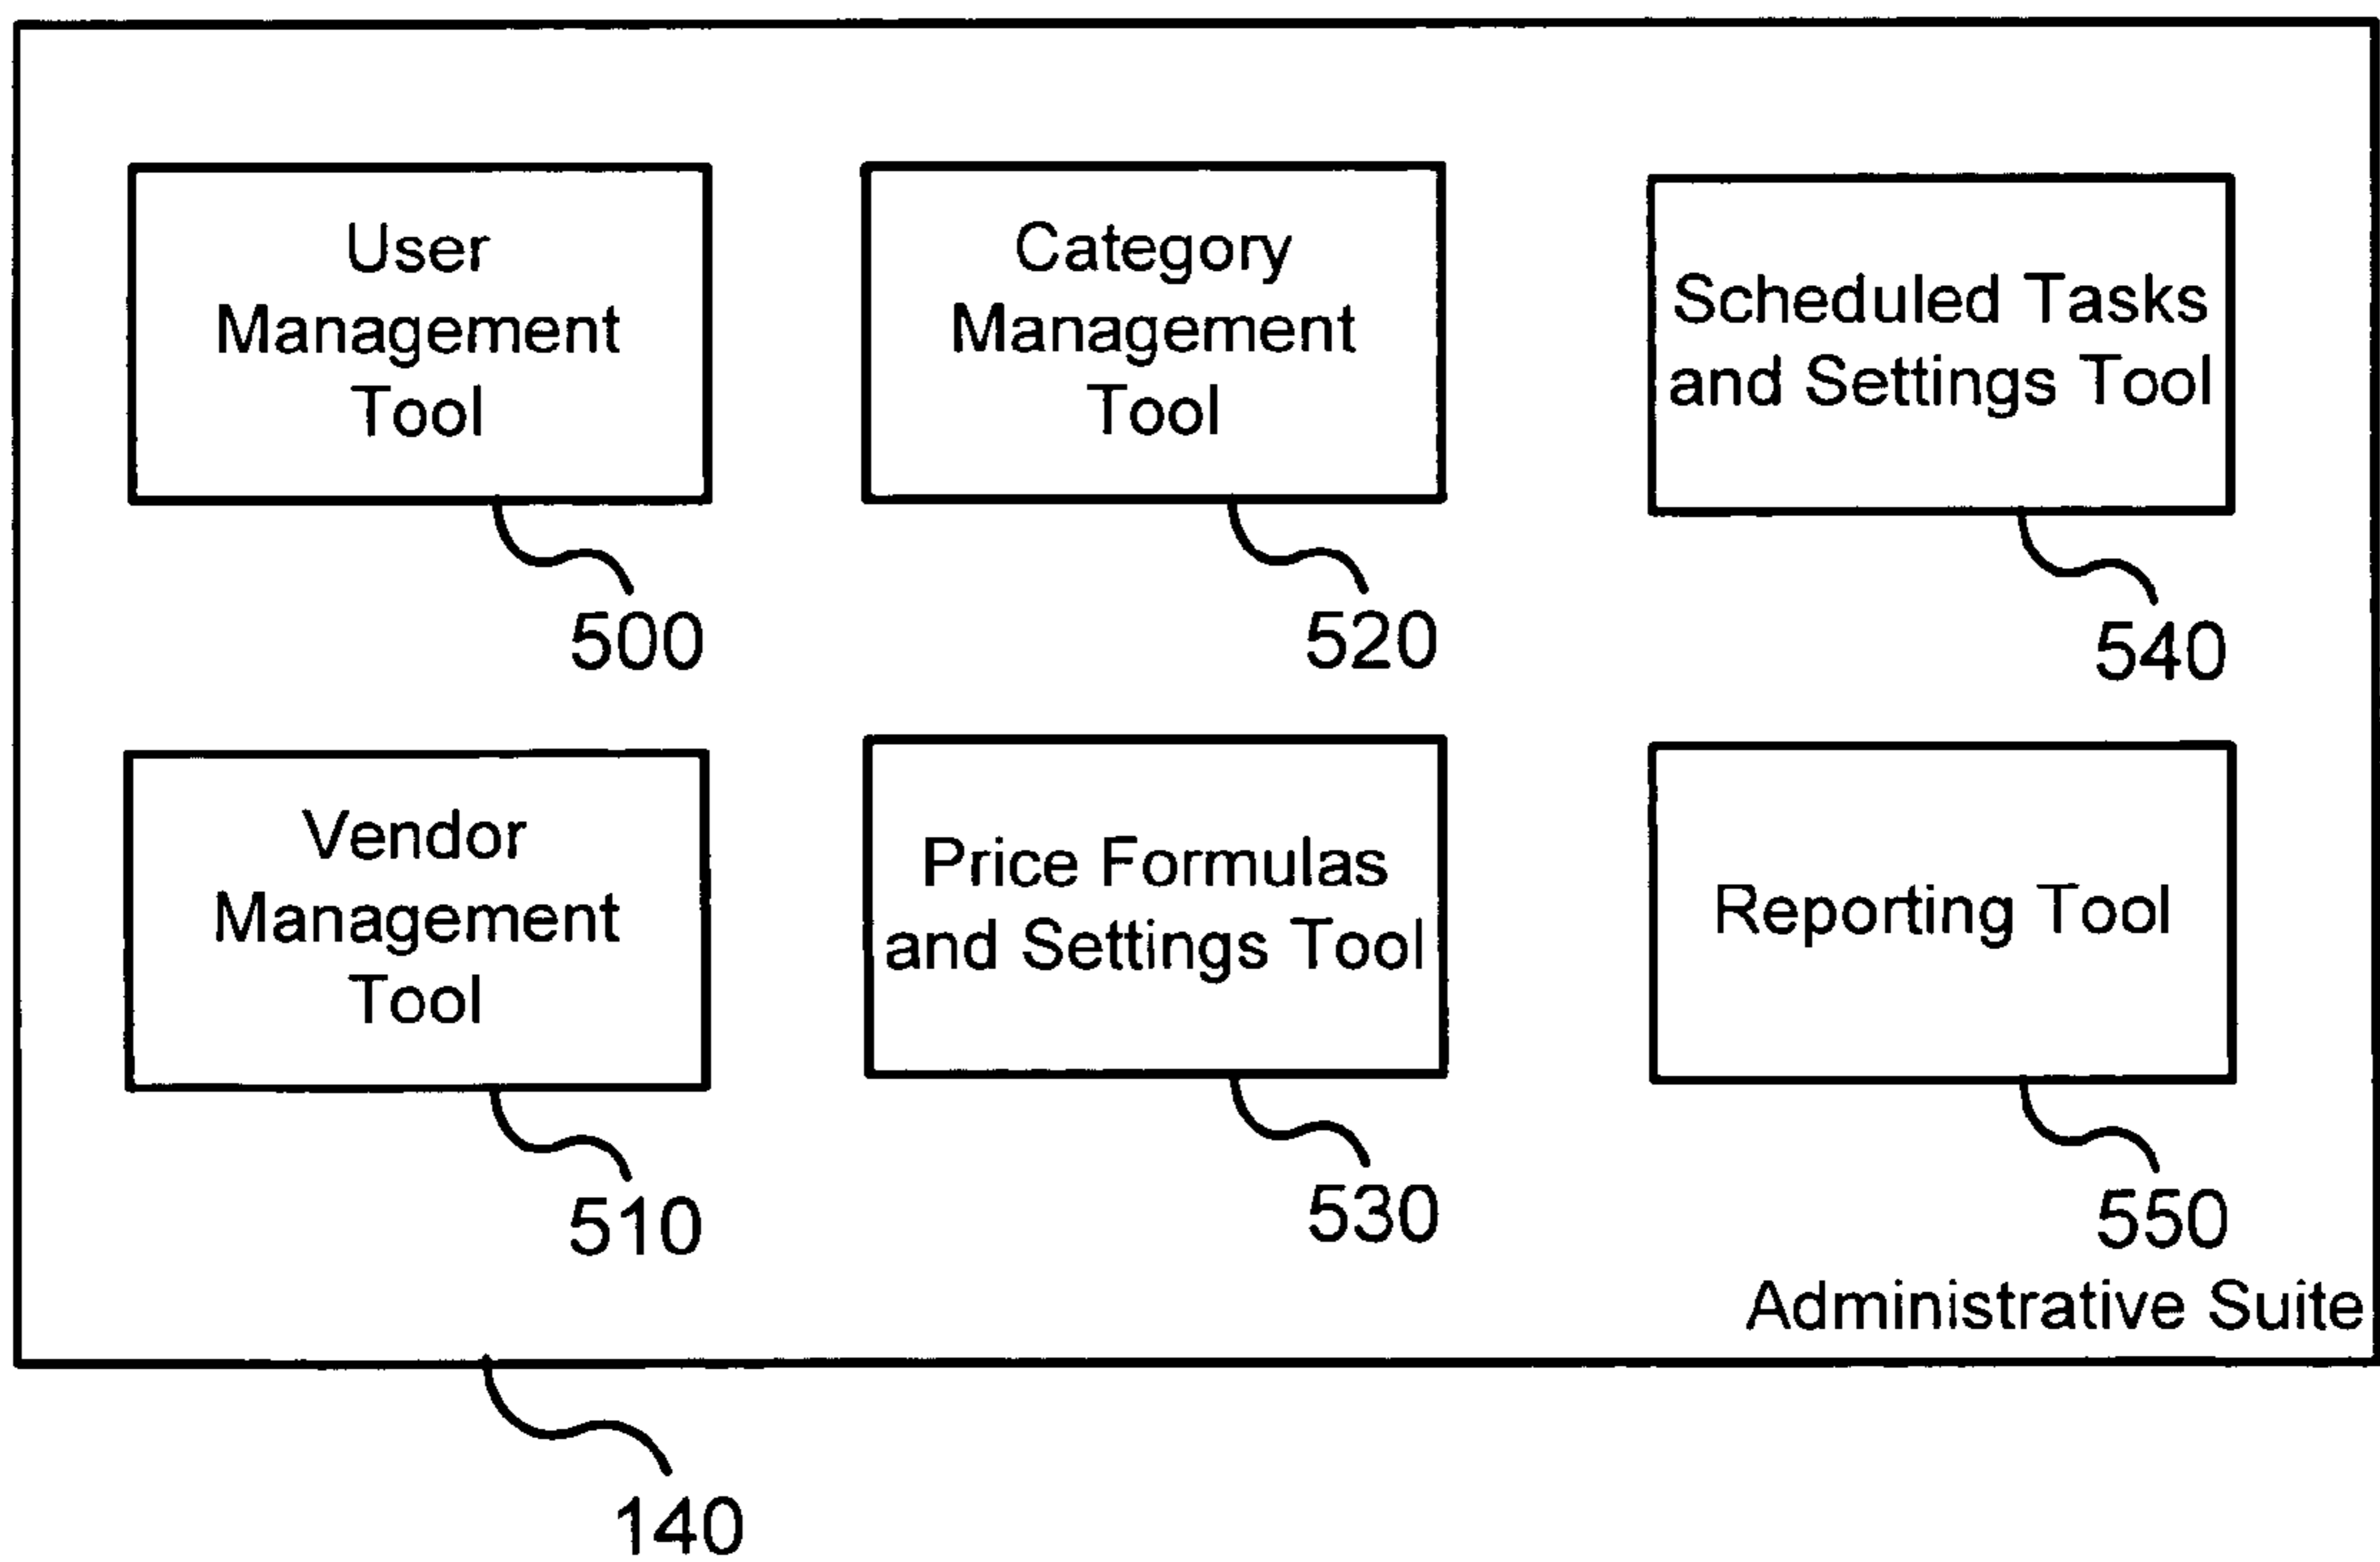 User
Management
Tool
500
Category
Management
Tool
520
Scheduled Tasks
and Settings Tool
540
Vendor
Management
Tool
510
Price Formulas
and Settings Tool
530
Reporting Tool
550
Administrative Suite
140